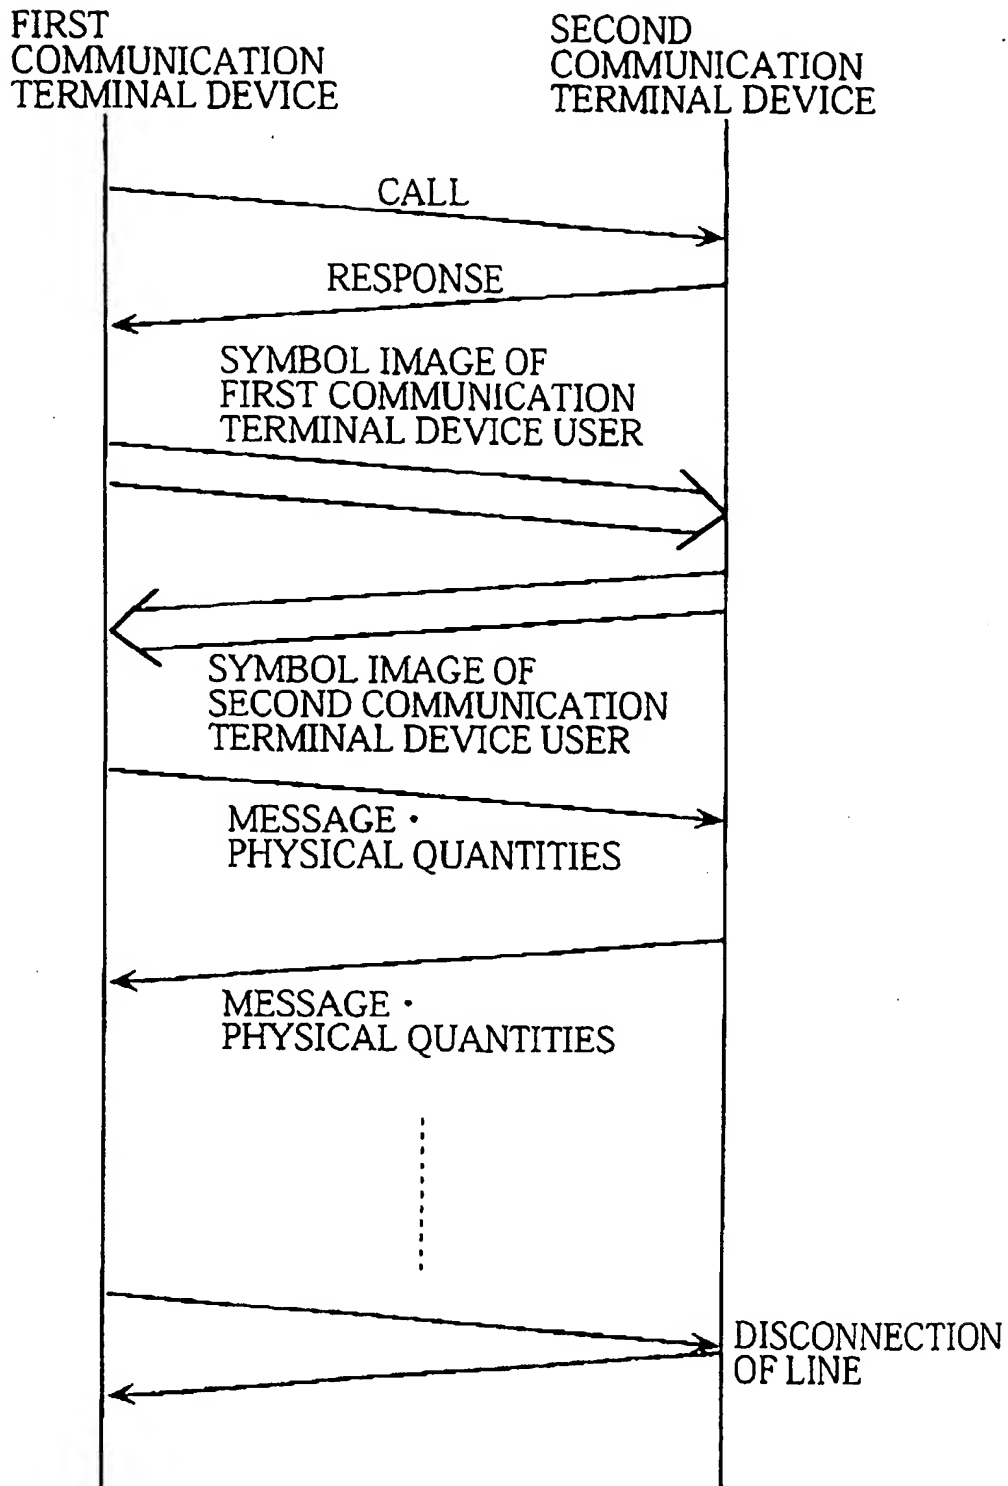 FIRST
COMMUNICATION
TERMINAL DEVICE
SECOND
COMMUNICATION
TERMINAL DEVICE
CALL
RESPONSE
SYMBOL IMAGE OF
FIRST COMMUNICATION
TERMINAL DEVICE USER
SYMBOL IMAGE OF
SECOND COMMUNICATION
TERMINAL DEVICE USER
MESSAGE・
PHYSICAL QUANTITIES
MESSAGE・
PHYSICAL QUANTITIES
DISCONNECTION
OF LINE